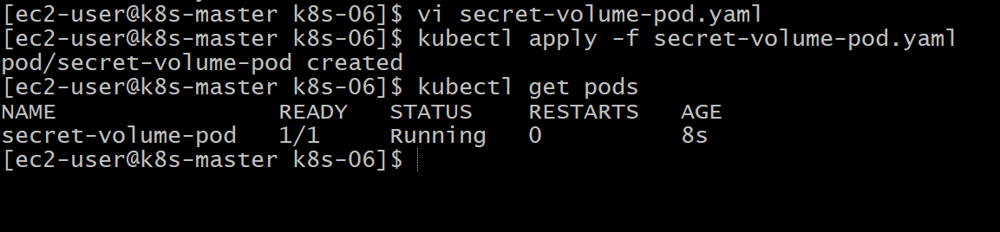 [ec2-user@k8s-master k8s-06]$ vi secret-volume-pod.yaml
[ec2-user@k8s-master k8s-06]$ kubectl apply -f secret-volume-pod.yaml
pod/secret-volume-pod created
[ec2-user@k8s-master k8s-06]$ kubectl get pods
NAME                READY   STATUS    RESTARTS   AGE
secret-volume-pod   1/1     Running   0          8s
[ec2-user@k8s-master k8s-06]$